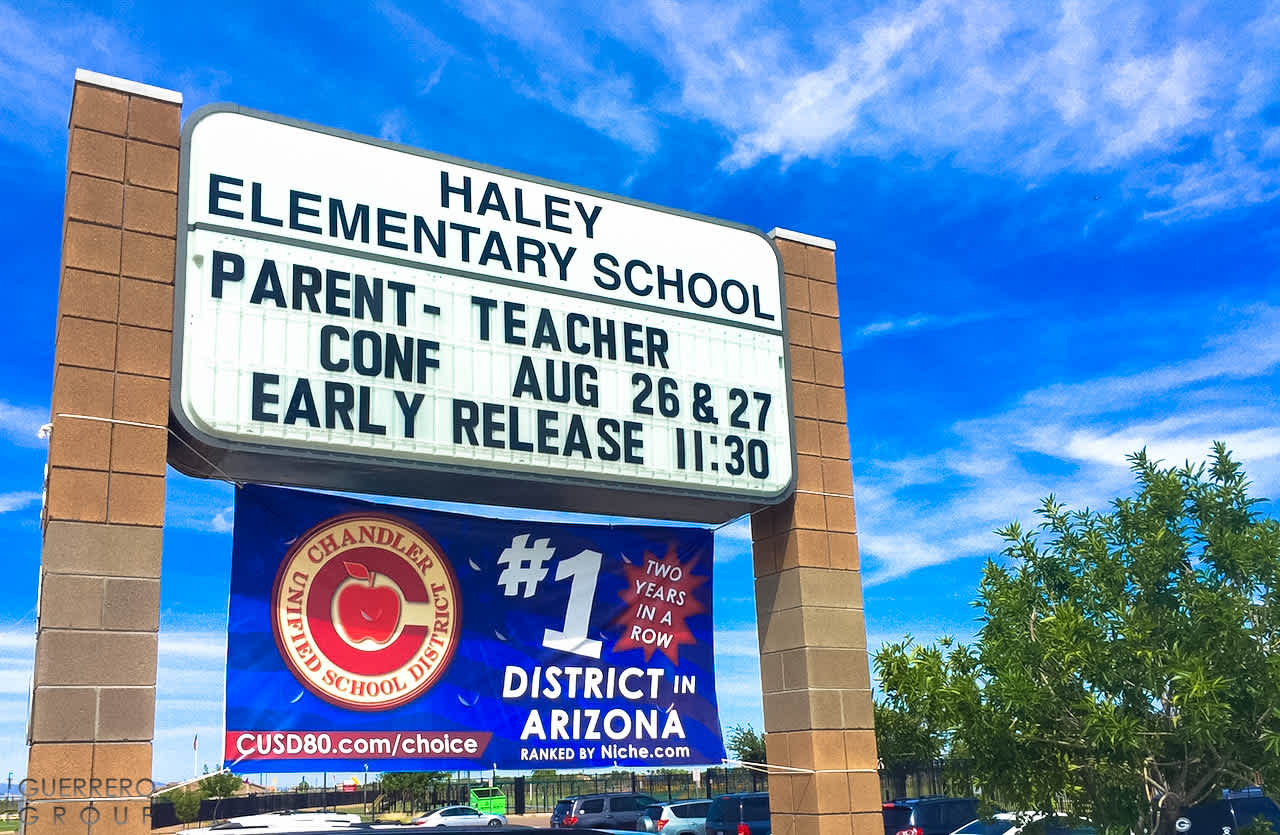 HALEY
ELEMENTARY SCHOOL
PARENT- TEACHER
CONF AUG 26 & 27
EARLY RELEASE 11:30
CHANDLER
UNIFIED SCHOOL DISTRICT
#1
TWO
YEARS
IN A
ROW
DISTRICT IN
ARIZONA
RANKED BY Niche.com
CUSD80.com/choice
GUERRERO
GROUP